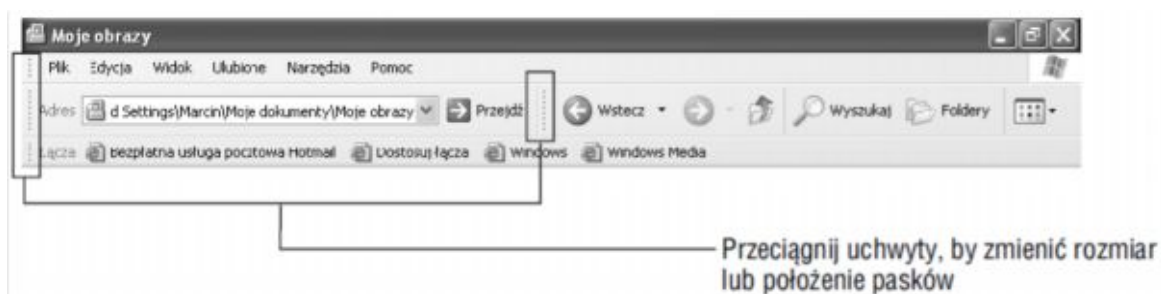 Moje obrazy
Plik Edycja Widok Ulubione Narzędzia Pomoc
Adres d Settings\Marcin\Moje dokumenty\Moje obrazy Przejdź Wstecz Wyszukaj Foldery
Łącza Bezpłatna usługa pocztowa Hotmail Dostosuj łącza Windows Windows Media
Przeciągnij uchwyty, by zmienić rozmiar
lub położenie pasków